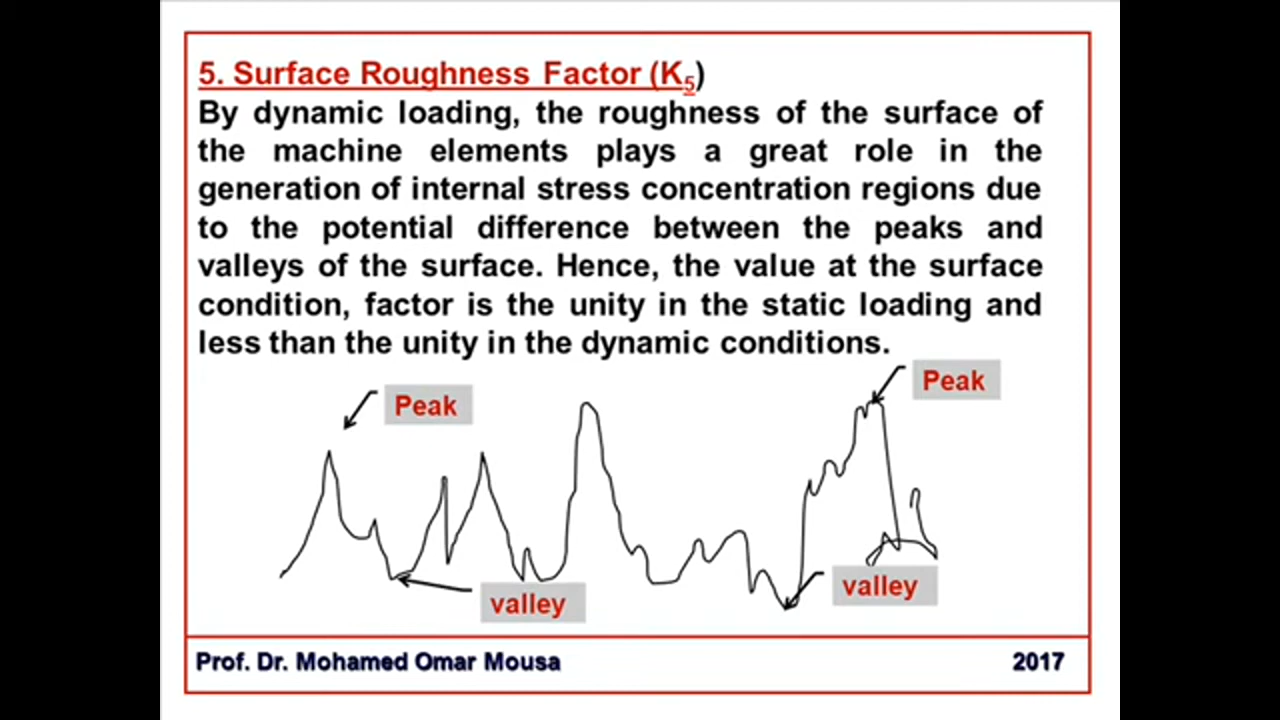 5. Surface Roughness Factor (K5)
By dynamic loading, the roughness of the surface of
the machine elements plays a great role in the
generation of internal stress concentration regions due
to the potential difference between the peaks and
valleys of the surface. Hence, the value at the surface
condition, factor is the unity in the static loading and
less than the unity in the dynamic conditions.
Peak
Peak
valley
valley
Prof. Dr. Mohamed Omar Mousa
2017